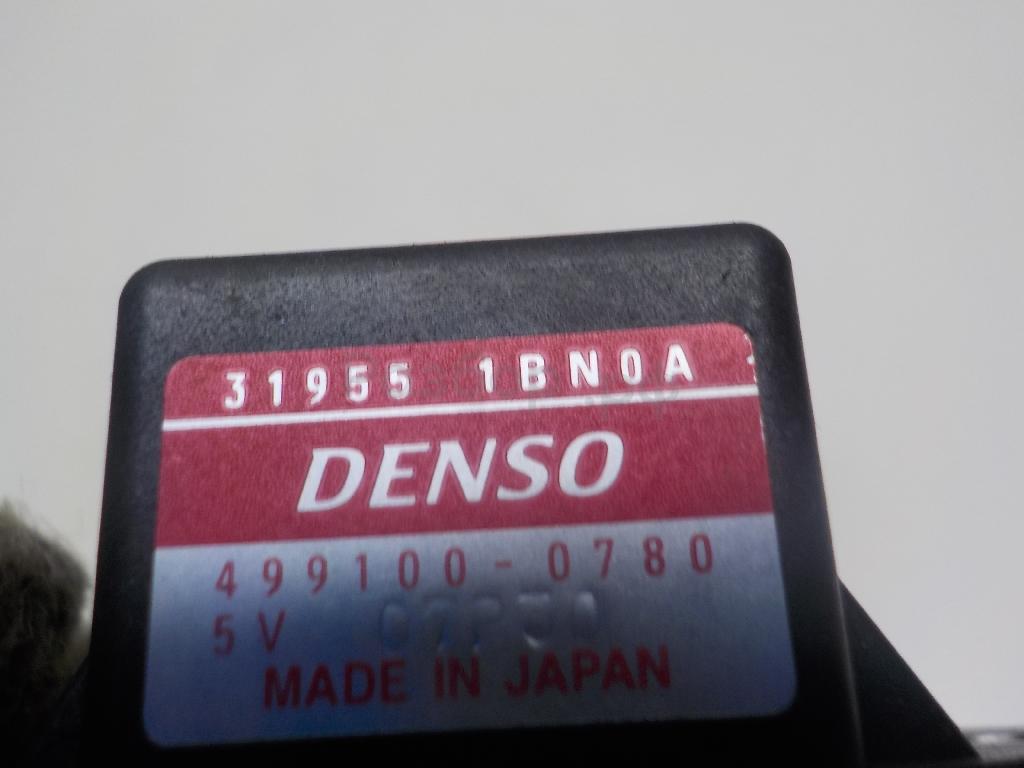 31955 1BN0A
DENSO
499100-0780
5V
MADE IN JAPAN